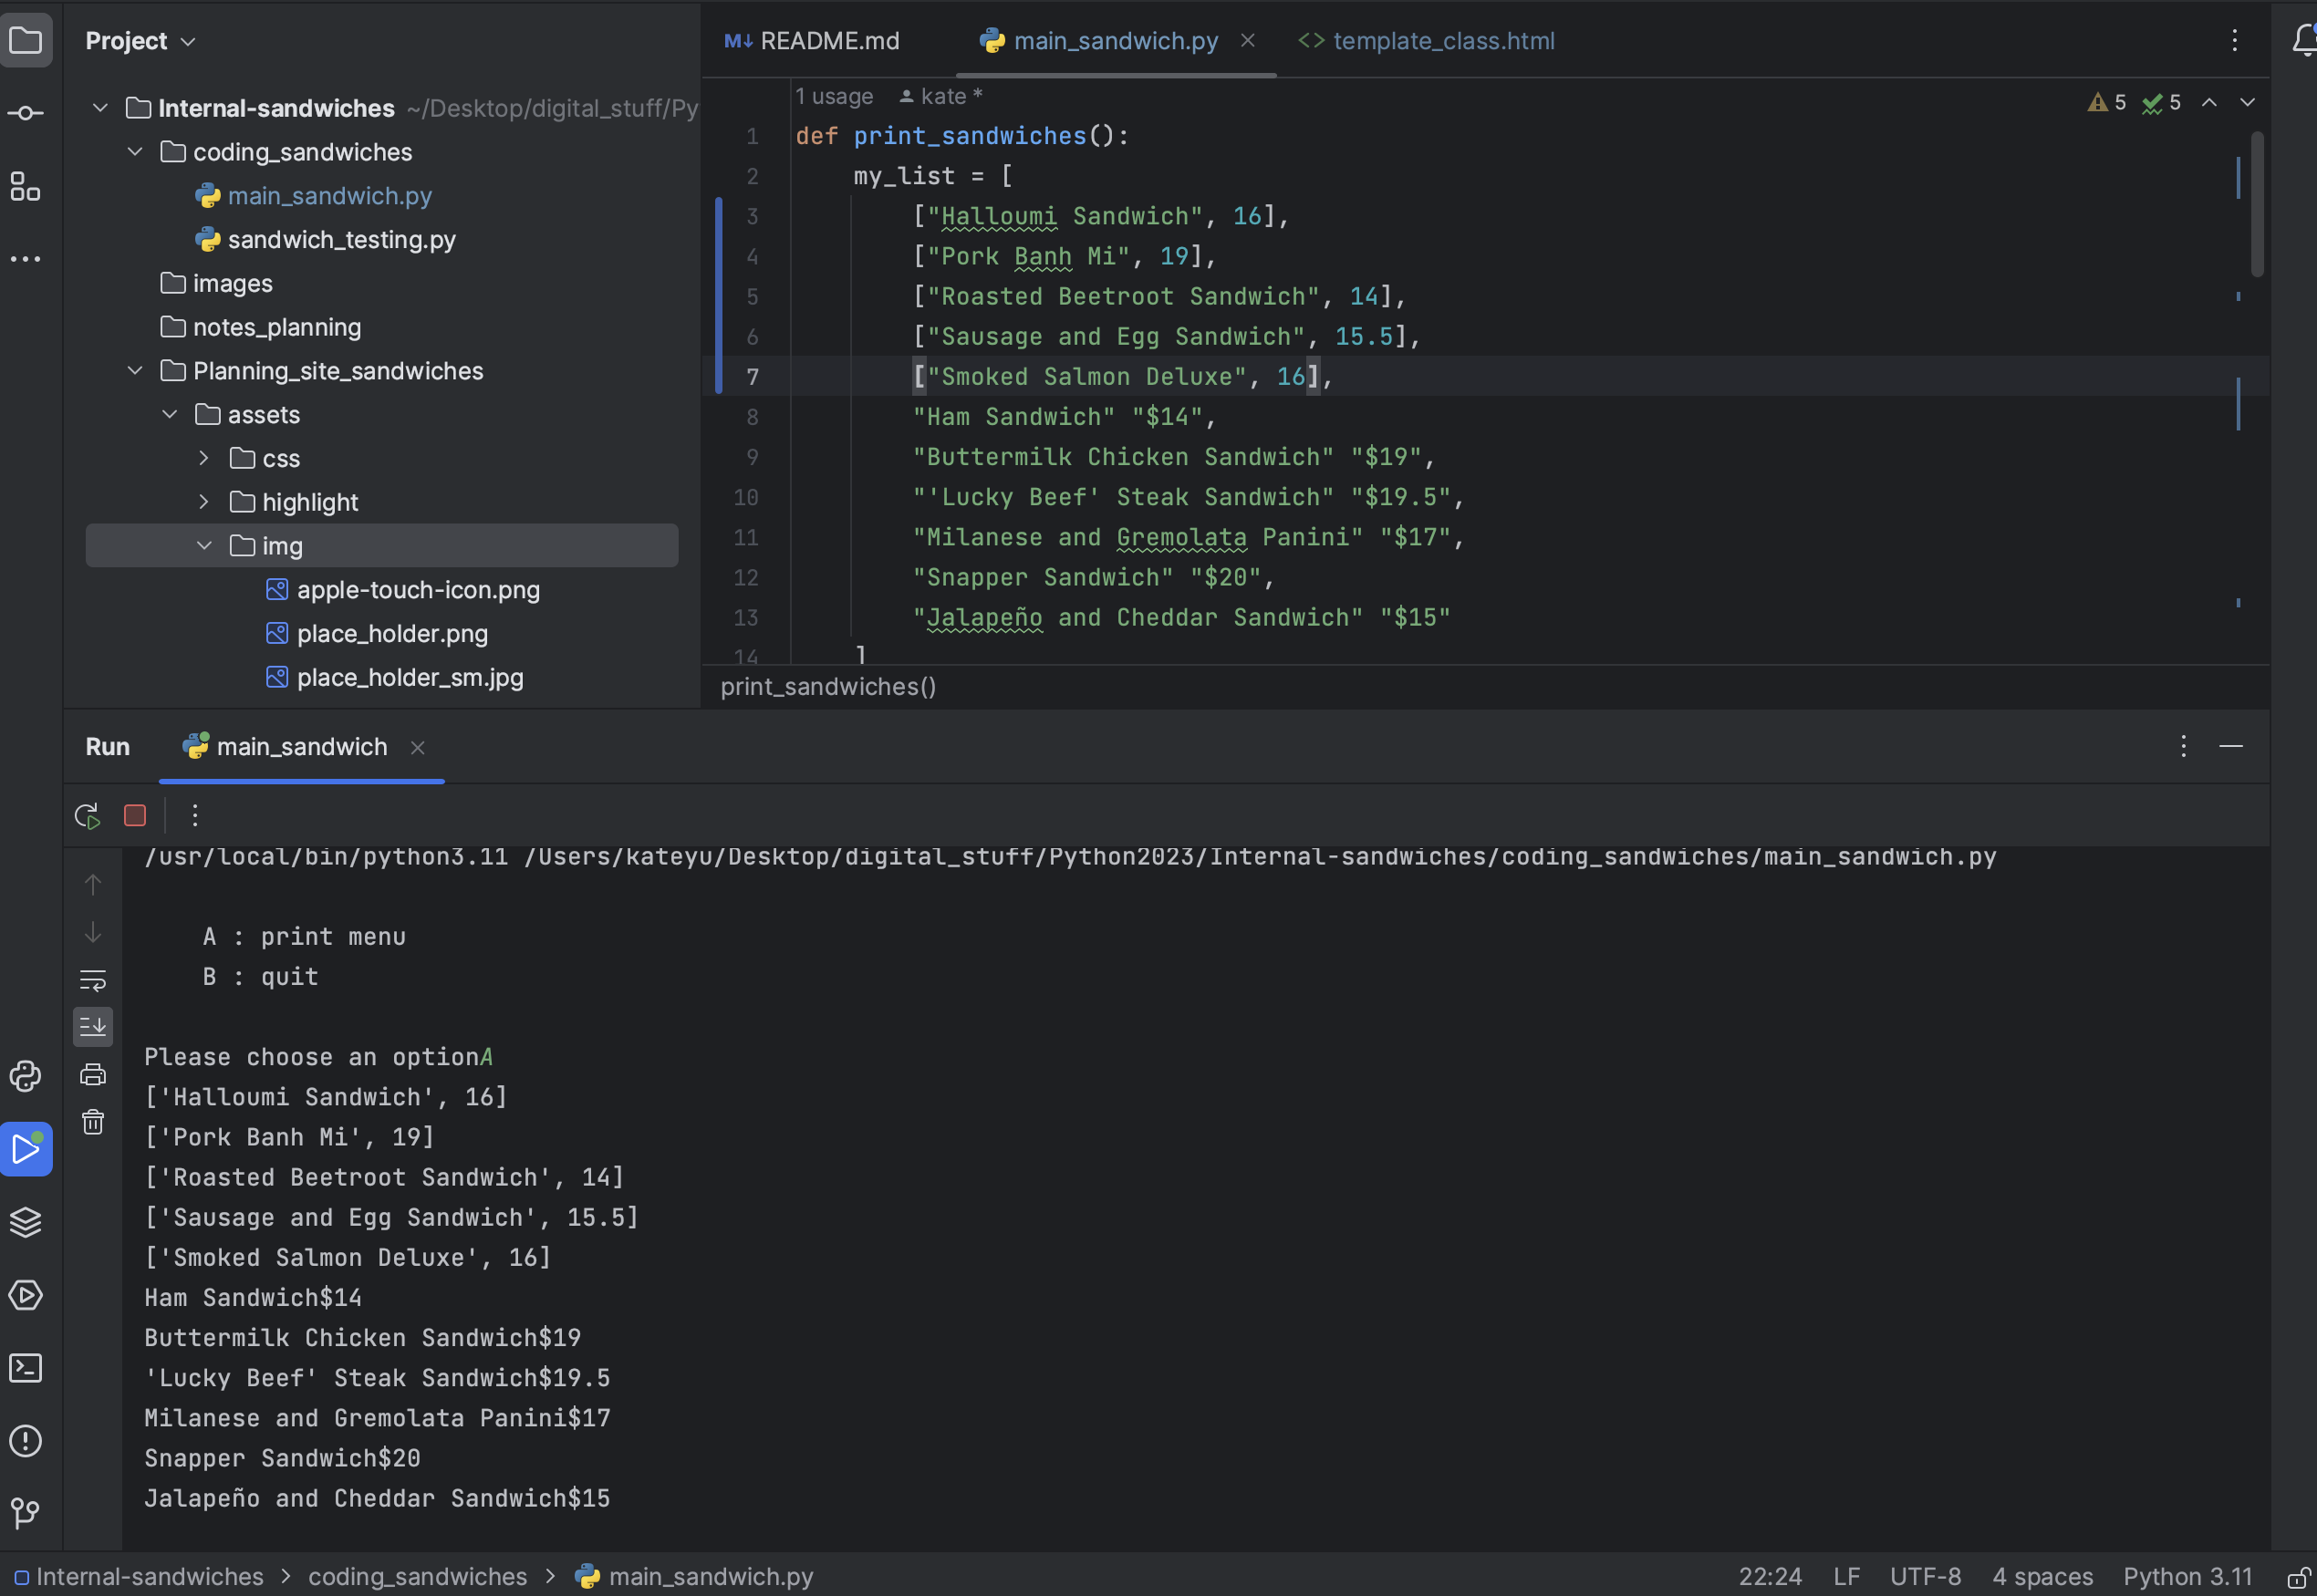 Project
Internal-sandwiches ~/Desktop/digital_stuff/Py
coding_sandwiches
main_sandwich.py
sandwich_testing.py
images
notes_planning
Planning_site_sandwiches
assets
css
highlight
img
apple-touch-icon.png
place_holder.png
place_holder_sm.jpg
M↓ README.md
main_sandwich.py
<> template_class.html
1 usage kate *
5 5
1 def print_sandwiches():
2 my_list = [
3 ["Halloumi Sandwich", 16],
4 ["Pork Banh Mi", 19],
5 ["Roasted Beetroot Sandwich", 14],
6 ["Sausage and Egg Sandwich", 15.5],
7 ["Smoked Salmon Deluxe", 16],
8 "Ham Sandwich" "$14",
9 "Buttermilk Chicken Sandwich" "$19",
10 "'Lucky Beef' Steak Sandwich" "$19.5",
11 "Milanese and Gremolata Panini" "$17",
12 "Snapper Sandwich" "$20",
13 "Jalapeño and Cheddar Sandwich" "$15"
14 ]
print_sandwiches()
Run main_sandwich
/usr/local/bin/python3.11 /Users/kateyu/Desktop/digital_stuff/Python2023/Internal-sandwiches/coding_sandwiches/main_sandwich.py
A : print menu
B : quit
Please choose an optionA
['Halloumi Sandwich', 16]
['Pork Banh Mi', 19]
['Roasted Beetroot Sandwich', 14]
['Sausage and Egg Sandwich', 15.5]
['Smoked Salmon Deluxe', 16]
Ham Sandwich$14
Buttermilk Chicken Sandwich$19
'Lucky Beef' Steak Sandwich$19.5
Milanese and Gremolata Panini$17
Snapper Sandwich$20
Jalapeño and Cheddar Sandwich$15
Internal-sandwiches > coding_sandwiches > main_sandwich.py
22:24 LF UTF-8 4 spaces Python 3.11